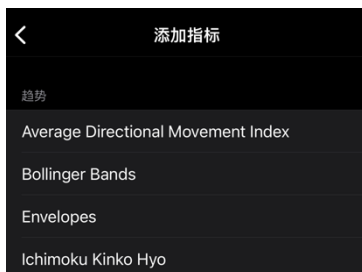 添加指标
趋势
Average Directional Movement Index
Bollinger Bands
Envelopes
Ichimoku Kinko Hyo